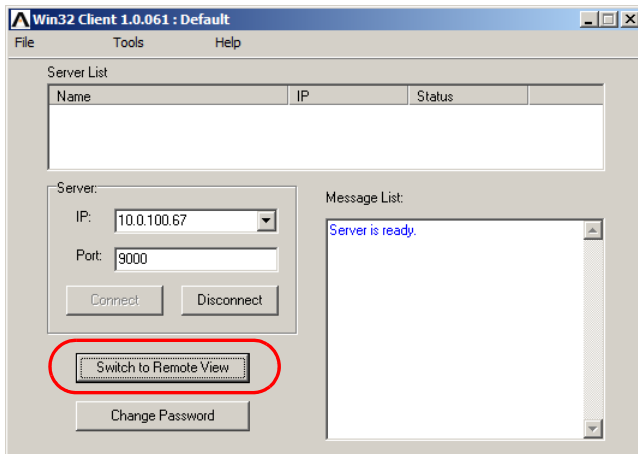 Win32 Client 1.0.061 : Default
File Tools Help
Server List
Name IP Status
Server:
IP: 10.0.100.67
Port: 9000
Connect Disconnect
Switch to Remote View
Change Password
Message List:
Server is ready.